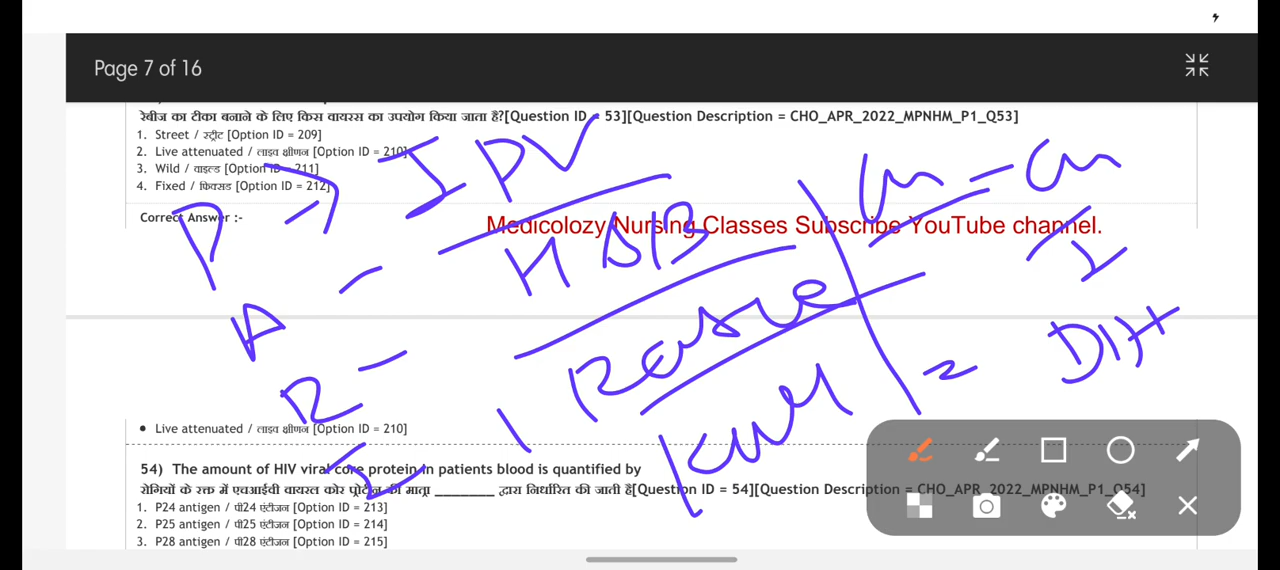 Page 7 of 16
रेबीज का टीका बनाने के लिए किस वायरस का उपयोग किया जाता है?[Question ID = 53][Question Description = CHO_APR_2022_MPNHM_P1_Q53]
1. Street / स्ट्रीट [Option ID = 209]
2. Live attenuated / लाइव क्षीणन [Option ID = 210]
3. Wild / वाइल्ड [Option ID = 211]
4. Fixed / फिक्स्ड [Option ID = 212]
Correct Answer :-
Medicolozy Nursing Classes Subscribe YouTube channel.
P → IPV
A -
R -
I
• Live attenuated / लाइव क्षीणन [Option ID = 210]
54) The amount of HIV viral core protein in patients blood is quantified by
रोगियों के रक्त में एचआईवी वायरल कोर प्रोटीन की मात्रा _______ द्वारा निर्धारित की जाती है[Question ID = 54][Question Description = CHO_APR_2022_MPNHM_P1_Q54]
1. P24 antigen / पी24 एंटीजन [Option ID = 213]
2. P25 antigen / पी25 एंटीजन [Option ID = 214]
3. P28 antigen / पी28 एंटीजन [Option ID = 215]